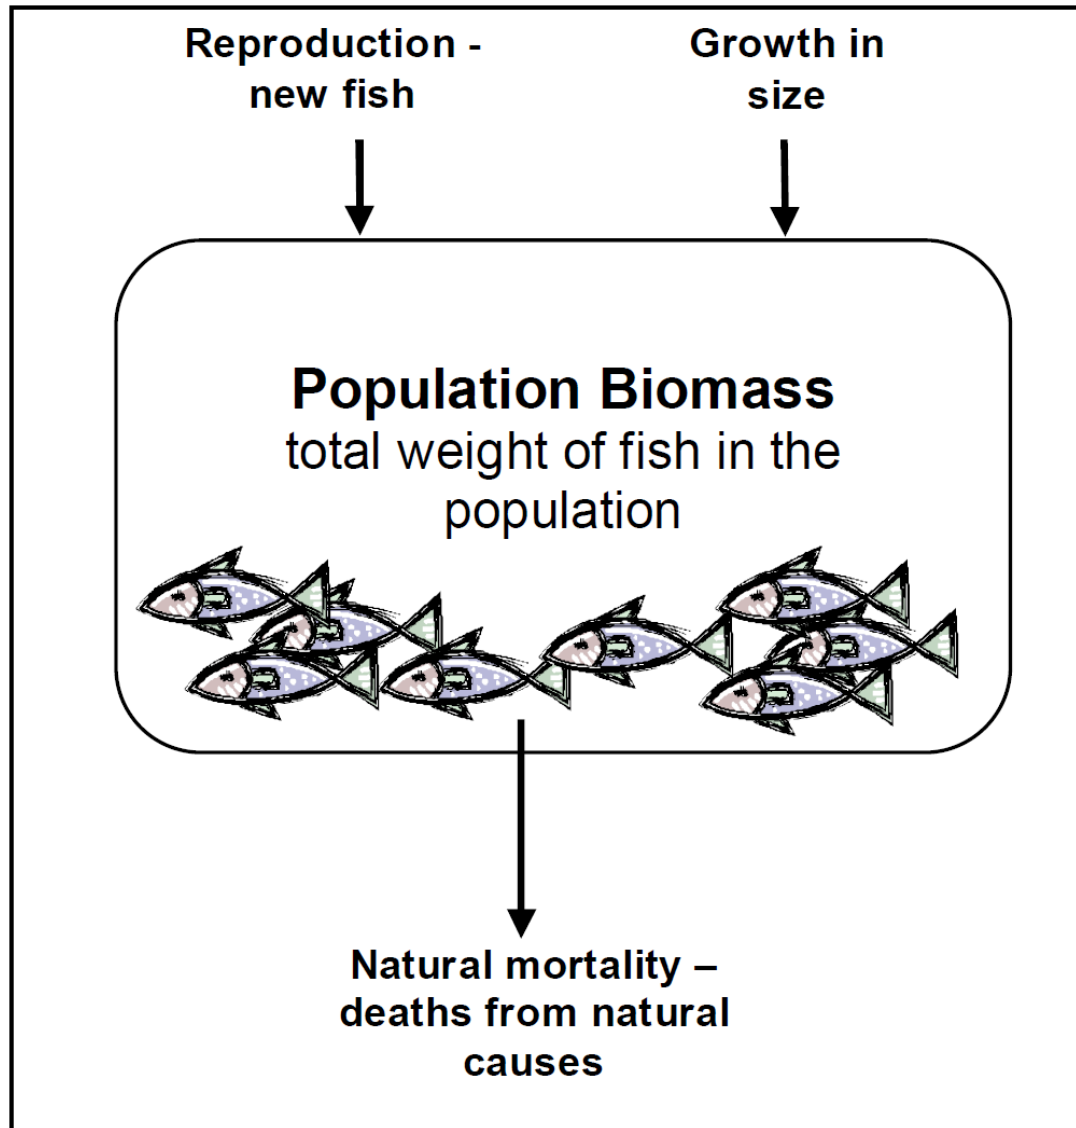 Reproduction -
new fish
Growth in
size
Population Biomass
total weight of fish in the
population
Natural mortality –
deaths from natural
causes